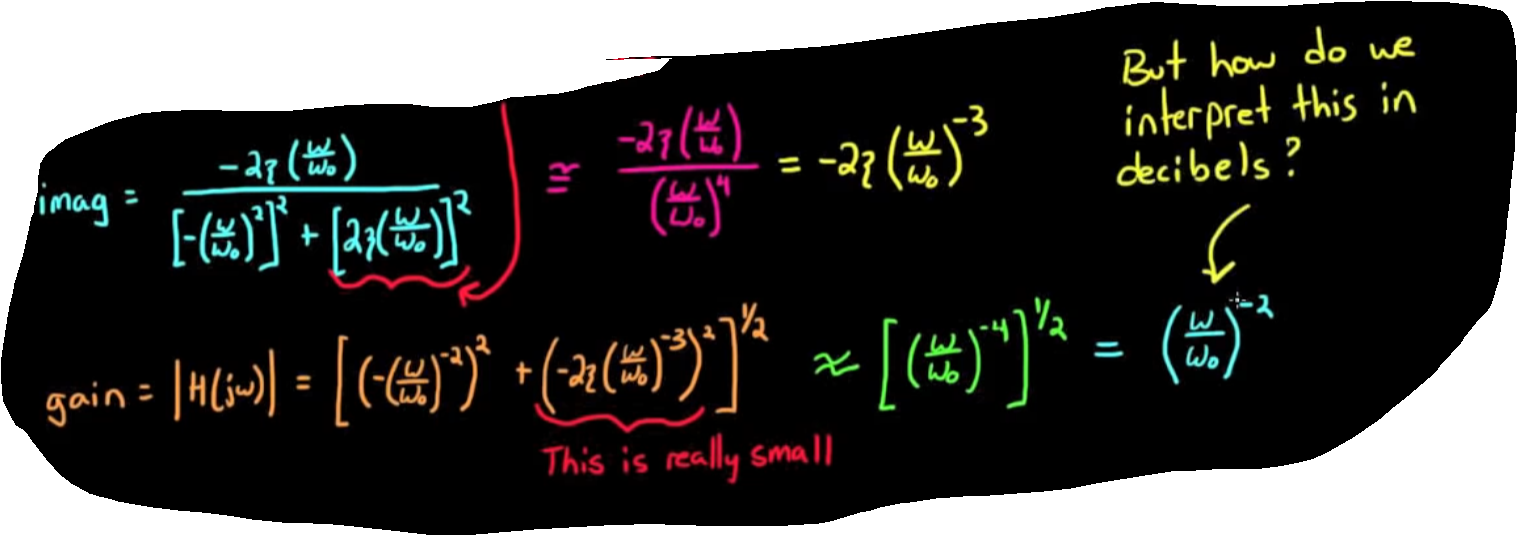 But how do we
interpret this in
decibels?
imag = -2ζ(ω/ω₀) / [-(ω/ω₀)²]² + [2ζ(ω/ω₀)]² ≅ -2ζ(ω/ω₀) / (ω/ω₀)⁴ = -2ζ(ω/ω₀)⁻³
gain = |H(jω)| = [(-(ω/ω₀)⁻²)² + (-2ζ(ω/ω₀)⁻³)²]^1/2 ≈ [(ω/ω₀)⁻⁴]^1/2 = (ω/ω₀)⁻²
This is really small